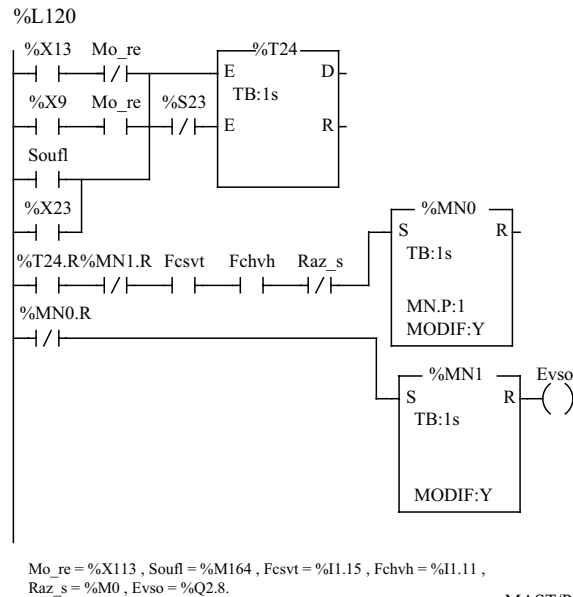 %L120
%X13 Mo_re %T24
E D
TB:1s
%X9 Mo_re %S23
E R
Soufl
%X23
%MN0
S R
TB:1s
%T24.R %MN1.R Fcsvt Fchvh Raz_s
MN.P:1
MODIF:Y
%MN0.R
%MN1 Evso
S R
TB:1s
MODIF:Y
Mo_re = %X113 , Soufl = %M164 , Fcsvt = %I1.15 , Fchvh = %I1.11 ,
Raz_s = %M0 , Evso = %Q2.8.